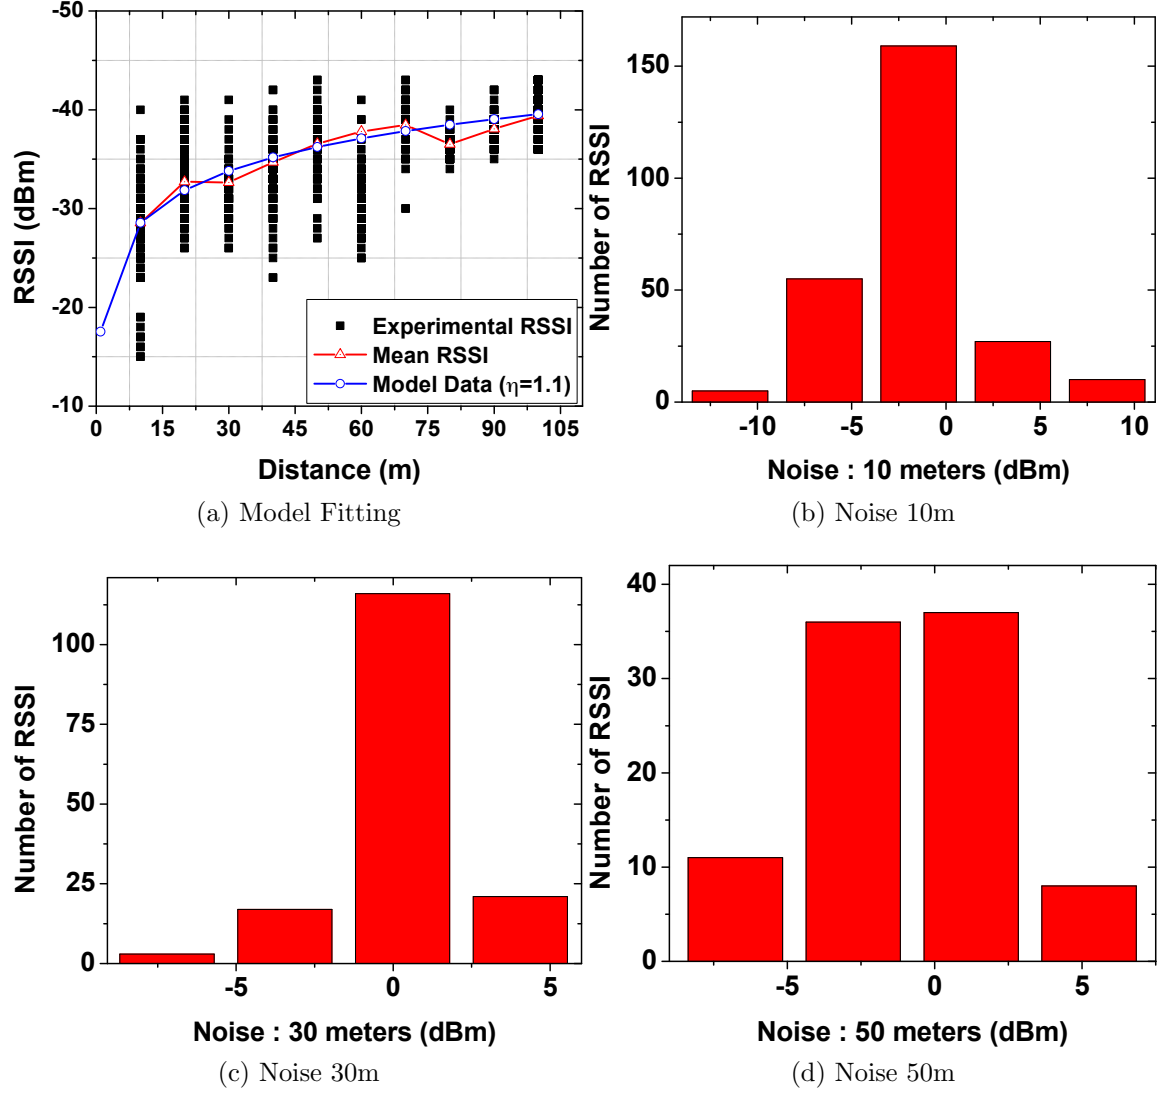 -50
-40
-30
-20
-10
RSSI (dBm)
Experimental RSSI
Mean RSSI
Model Data (η=1.1)
0 15 30 45 60 75 90 105
Distance (m)
(a) Model Fitting
150
100
50
0
Number of RSSI
-10 -5 0 5 10
Noise : 10 meters (dBm)
(b) Noise 10m
100
75
50
25
0
Number of RSSI
-5 0 5
Noise : 30 meters (dBm)
(c) Noise 30m
40
30
20
10
0
Number of RSSI
-5 0 5
Noise : 50 meters (dBm)
(d) Noise 50m